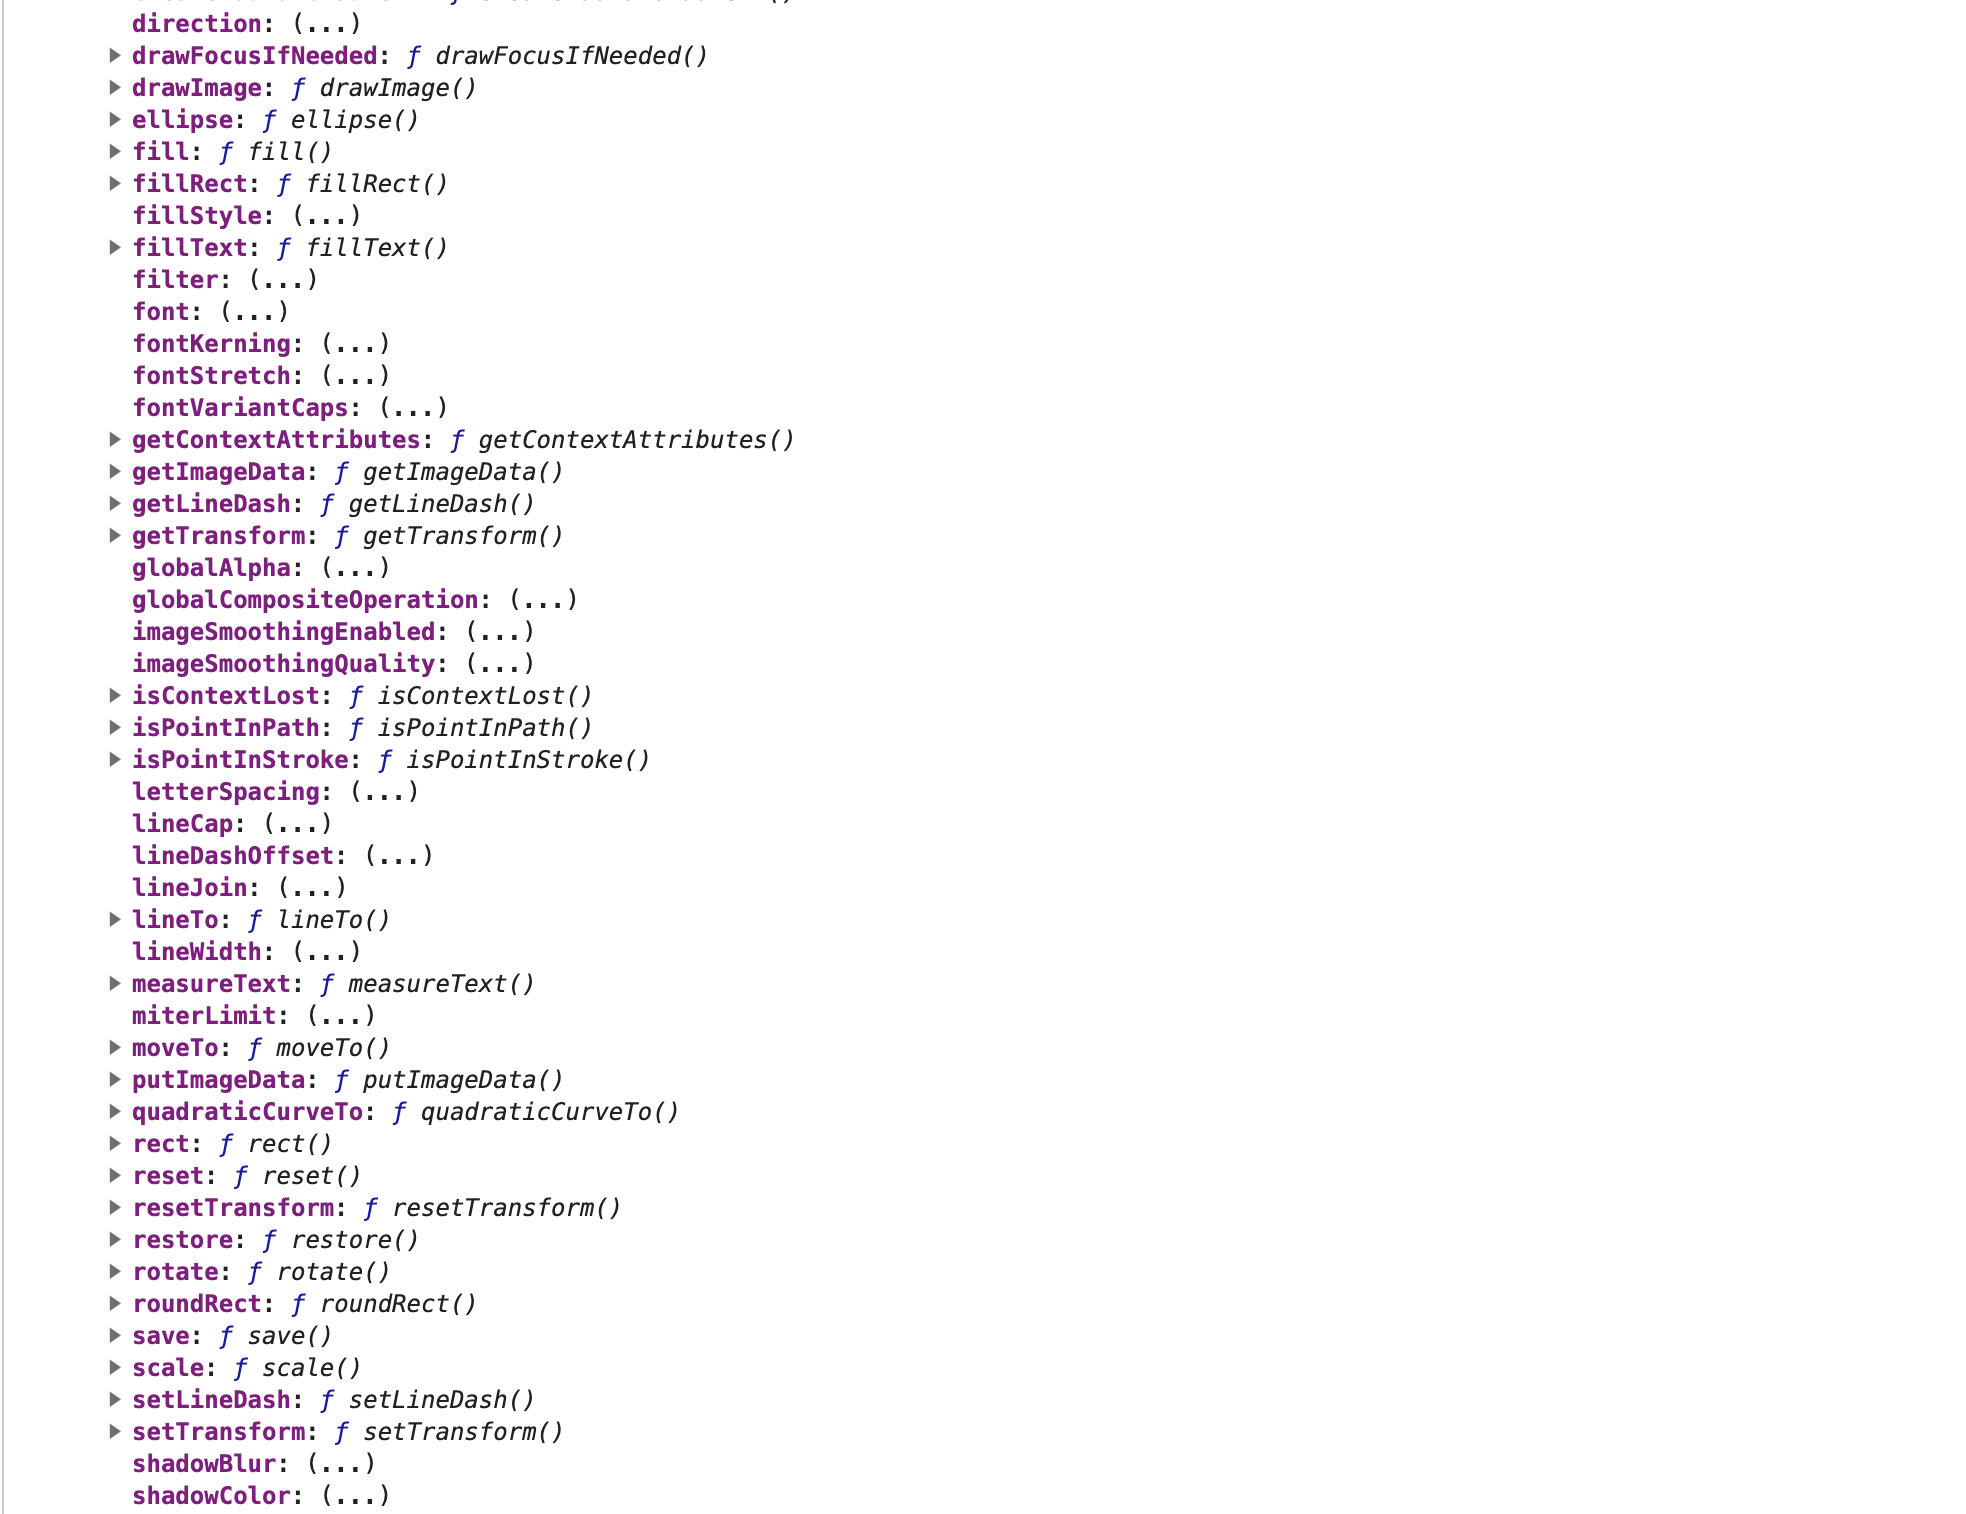 direction: (...)
▶ drawFocusIfNeeded: ƒ drawFocusIfNeeded()
▶ drawImage: ƒ drawImage()
▶ ellipse: ƒ ellipse()
▶ fill: ƒ fill()
▶ fillRect: ƒ fillRect()
fillStyle: (...)
▶ fillText: ƒ fillText()
filter: (...)
font: (...)
fontKerning: (...)
fontStretch: (...)
fontVariantCaps: (...)
▶ getContextAttributes: ƒ getContextAttributes()
▶ getImageData: ƒ getImageData()
▶ getLineDash: ƒ getLineDash()
▶ getTransform: ƒ getTransform()
globalAlpha: (...)
globalCompositeOperation: (...)
imageSmoothingEnabled: (...)
imageSmoothingQuality: (...)
▶ isContextLost: ƒ isContextLost()
▶ isPointInPath: ƒ isPointInPath()
▶ isPointInStroke: ƒ isPointInStroke()
letterSpacing: (...)
lineCap: (...)
lineDashOffset: (...)
lineJoin: (...)
▶ lineTo: ƒ lineTo()
lineWidth: (...)
▶ measureText: ƒ measureText()
miterLimit: (...)
▶ moveTo: ƒ moveTo()
▶ putImageData: ƒ putImageData()
▶ quadraticCurveTo: ƒ quadraticCurveTo()
▶ rect: ƒ rect()
▶ reset: ƒ reset()
▶ resetTransform: ƒ resetTransform()
▶ restore: ƒ restore()
▶ rotate: ƒ rotate()
▶ roundRect: ƒ roundRect()
▶ save: ƒ save()
▶ scale: ƒ scale()
▶ setLineDash: ƒ setLineDash()
▶ setTransform: ƒ setTransform()
shadowBlur: (...)
shadowColor: (...)